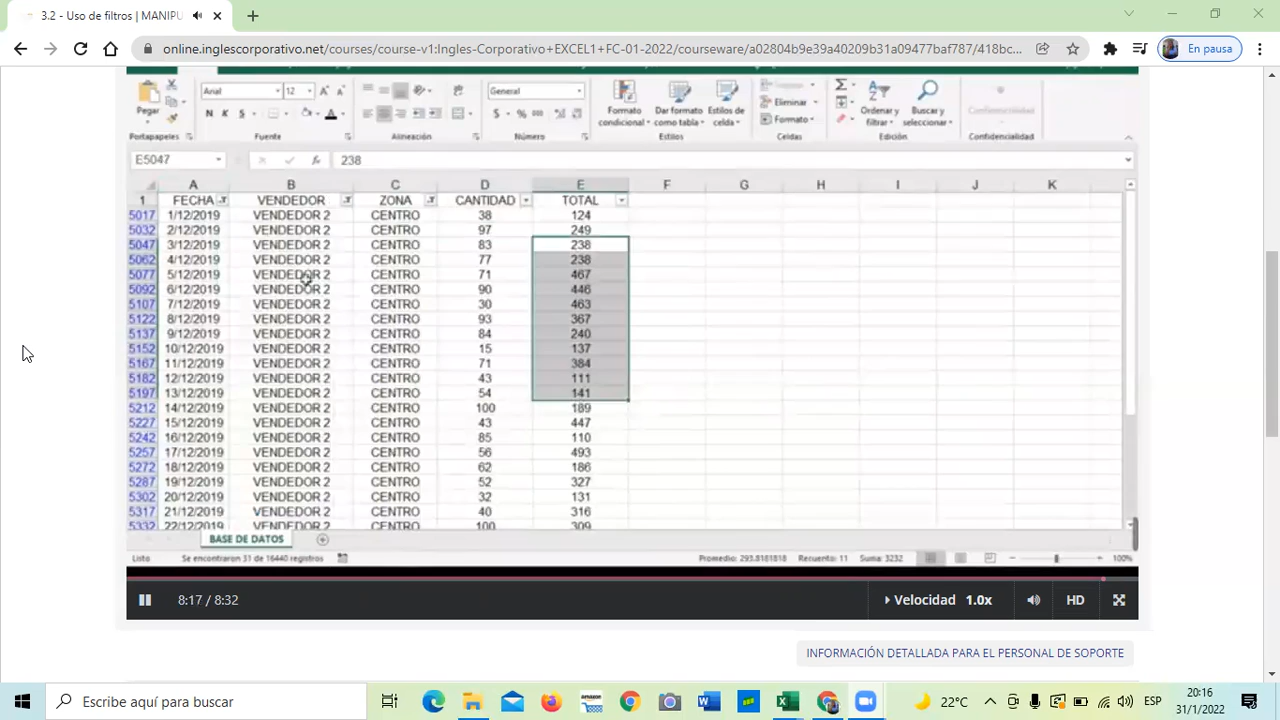 3.2 - Uso de filtros | MANIPU
online.inglescorporativo.net/courses/course-v1:Ingles-Corporativo+EXCEL1+FC-01-2022/courseware/a02804b9e39a40209b31a09477baf787/418bc...
En pausa
Pegar
Arial 12
N K S
General
$ % 000
Formato condicional
Dar formato como tabla
Estilos de celda
Eliminar
Formato
Ordenar y filtrar
Buscar y seleccionar
Confidencialidad
Portapapeles Fuente Alineación Número Estilos Celdas Edición Confidencialidad
E5047 fx 238
A B C D E F G H I J K
1 FECHA VENDEDOR ZONA CANTIDAD TOTAL
5017 1/12/2019 VENDEDOR 2 CENTRO 38 124
5032 2/12/2019 VENDEDOR 2 CENTRO 97 249
5047 3/12/2019 VENDEDOR 2 CENTRO 83 238
5062 4/12/2019 VENDEDOR 2 CENTRO 77 238
5077 5/12/2019 VENDEDOR 2 CENTRO 71 467
5092 6/12/2019 VENDEDOR 2 CENTRO 90 446
5107 7/12/2019 VENDEDOR 2 CENTRO 30 463
5122 8/12/2019 VENDEDOR 2 CENTRO 93 367
5137 9/12/2019 VENDEDOR 2 CENTRO 84 240
5152 10/12/2019 VENDEDOR 2 CENTRO 15 137
5167 11/12/2019 VENDEDOR 2 CENTRO 71 384
5182 12/12/2019 VENDEDOR 2 CENTRO 43 111
5197 13/12/2019 VENDEDOR 2 CENTRO 54 141
5212 14/12/2019 VENDEDOR 2 CENTRO 100 189
5227 15/12/2019 VENDEDOR 2 CENTRO 43 447
5242 16/12/2019 VENDEDOR 2 CENTRO 85 110
5257 17/12/2019 VENDEDOR 2 CENTRO 56 493
5272 18/12/2019 VENDEDOR 2 CENTRO 62 186
5287 19/12/2019 VENDEDOR 2 CENTRO 52 327
5302 20/12/2019 VENDEDOR 2 CENTRO 32 131
5317 21/12/2019 VENDEDOR 2 CENTRO 40 316
5332 22/12/2019 VENDEDOR 2 CENTRO 100 309
BASE DE DATOS
Listo Se encontraron 31 de 16440 registros Promedio: 293.8181818 Recuento: 11 Suma: 3232 100%
8:17 / 8:32 Velocidad 1.0x HD
INFORMACIÓN DETALLADA PARA EL PERSONAL DE SOPORTE
Escribe aquí para buscar
amazon
22°C
ESP
20:16
31/1/2022